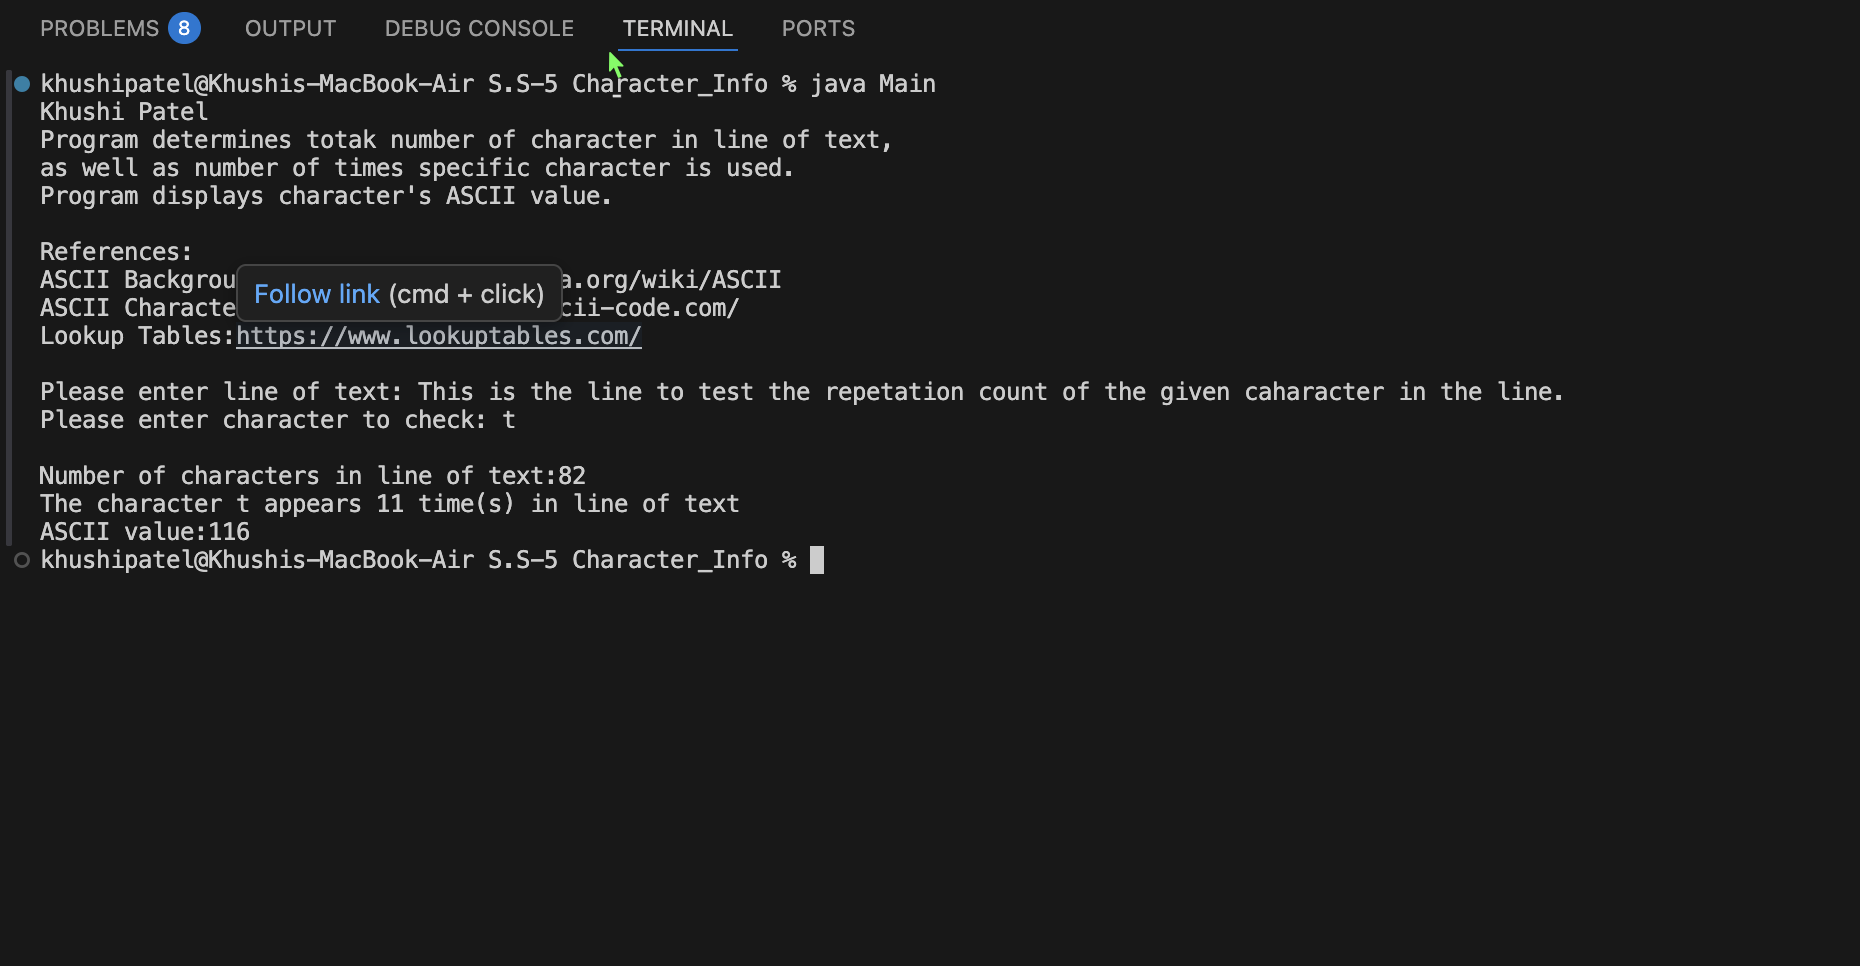 PROBLEMS 8 OUTPUT DEBUG CONSOLE TERMINAL PORTS
khushipatel@Khushis-MacBook-Air S.S-5 Character_Info % java Main
Khushi Patel
Program determines totak number of character in line of text,
as well as number of times specific character is used.
Program displays character's ASCII value.
References:
ASCII Backgrou a.org/wiki/ASCII
Follow link (cmd + click)
ASCII Characte cii-code.com/
Lookup Tables:https://www.lookuptables.com/
Please enter line of text: This is the line to test the repetation count of the given caharacter in the line.
Please enter character to check: t
Number of characters in line of text:82
The character t appears 11 time(s) in line of text
ASCII value:116
khushipatel@Khushis-MacBook-Air S.S-5 Character_Info %